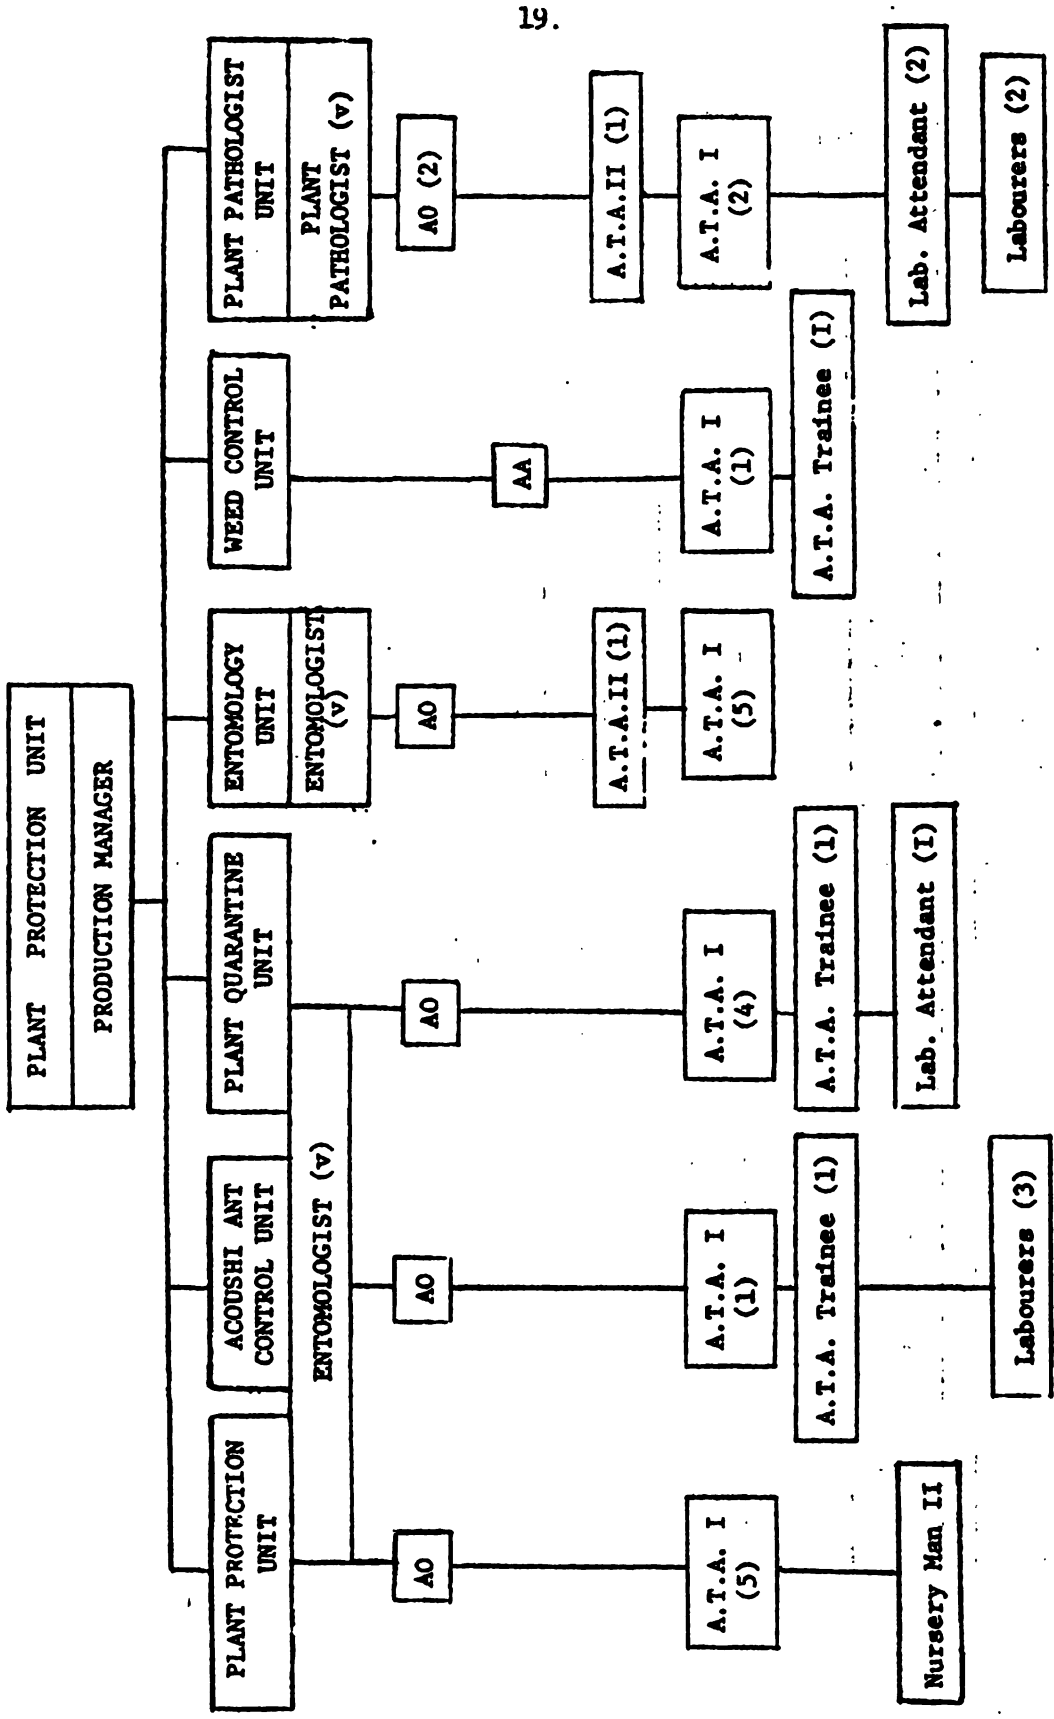 19.
PLANT PROTECTION UNIT
PRODUCTION MANAGER
PLANT PROTECTION
UNIT
ACOUSHI ANT
CONTROL UNIT
PLANT QUARANTINE
UNIT
ENTOMOLOGY
UNIT
WEED CONTROL
UNIT
PLANT PATHOLOGIST
UNIT
ENTOMOLOGIST (v)
ENTOMOLOGIST
(v)
PLANT
PATHOLOGIST (v)
AO
AO
AO
AO
AA
AO (2)
A.T.A.II (1)
A.T.A.II (1)
A.T.A. I
(5)
A.T.A. I
(1)
A.T.A. I
(4)
A.T.A. I
(5)
A.T.A. I
(1)
A.T.A. I
(2)
A.T.A. Trainee (1)
A.T.A. Trainee (1)
A.T.A. Trainee (I)
Nursery Man II
Lab. Attendant (I)
Lab. Attendant (2)
Labourers (3)
Labourers (2)